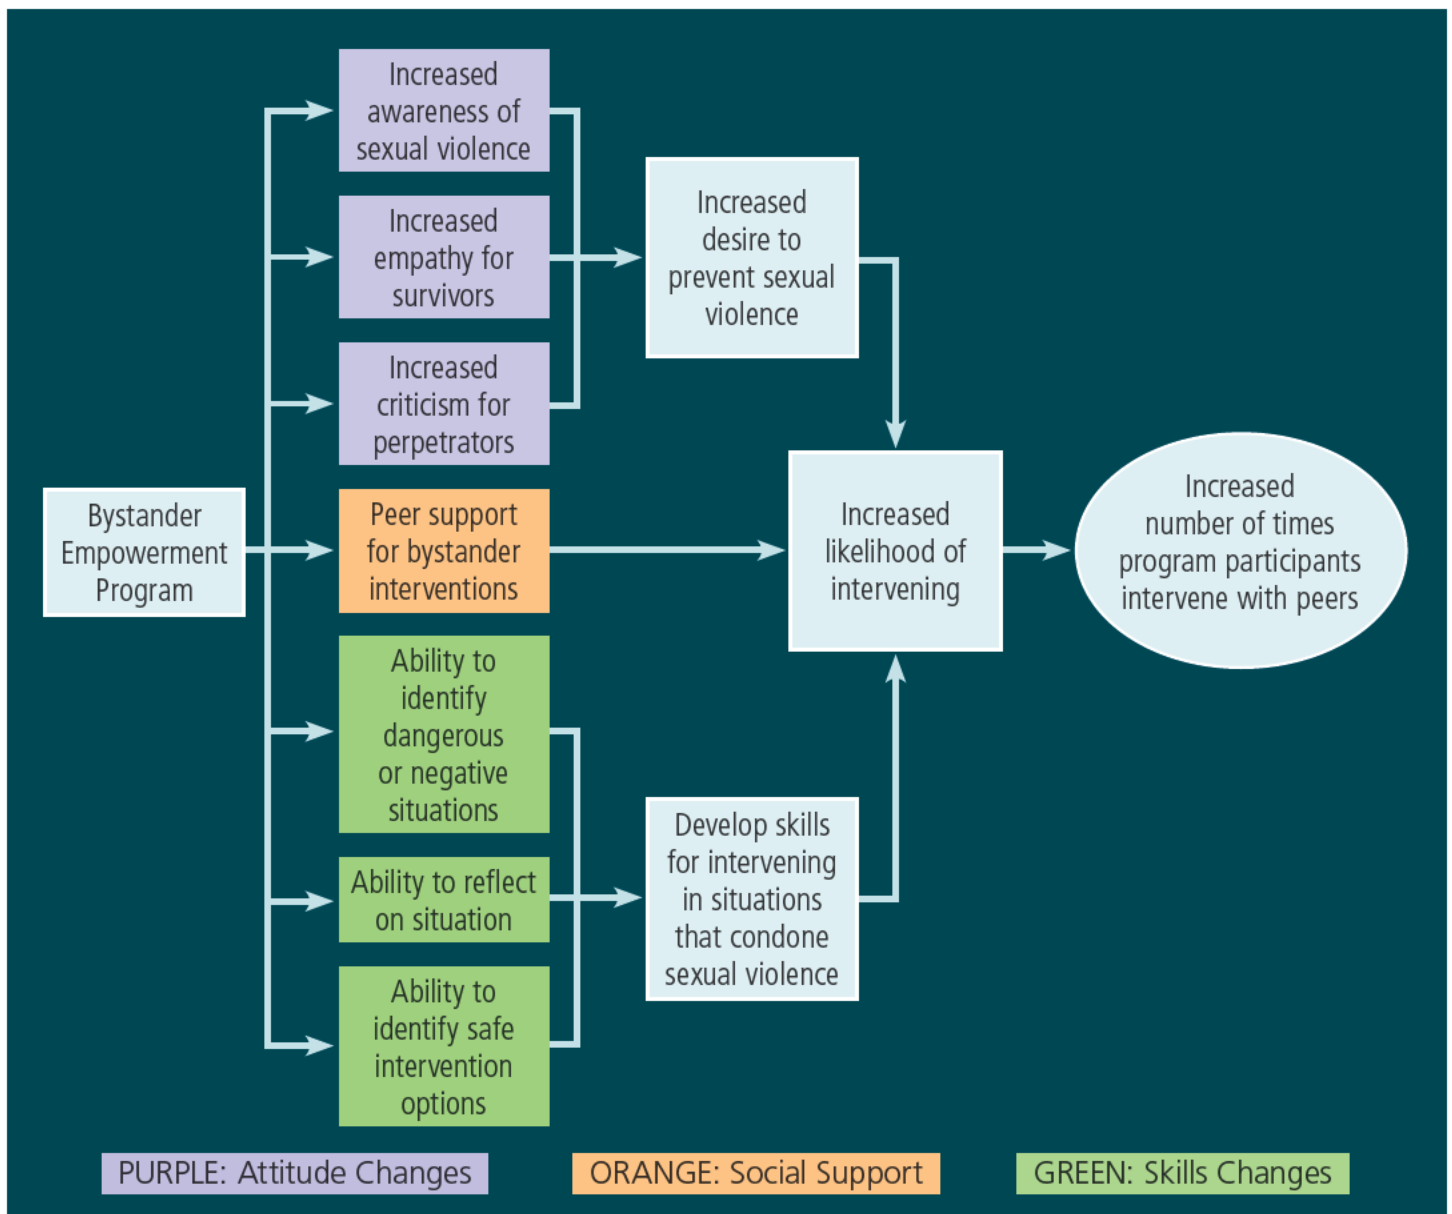 Increased
awareness of
sexual violence
Increased
empathy for
survivors
Increased
criticism for
perpetrators
Increased
desire to
prevent sexual
violence
Bystander
Empowerment
Program
Peer support
for bystander
interventions
Increased
likelihood of
intervening
Increased
number of times
program participants
intervene with peers
Ability to
identify
dangerous
or negative
situations
Ability to reflect
on situation
Ability to
identify safe
intervention
options
Develop skills
for intervening
in situations
that condone
sexual violence
PURPLE: Attitude Changes
ORANGE: Social Support
GREEN: Skills Changes